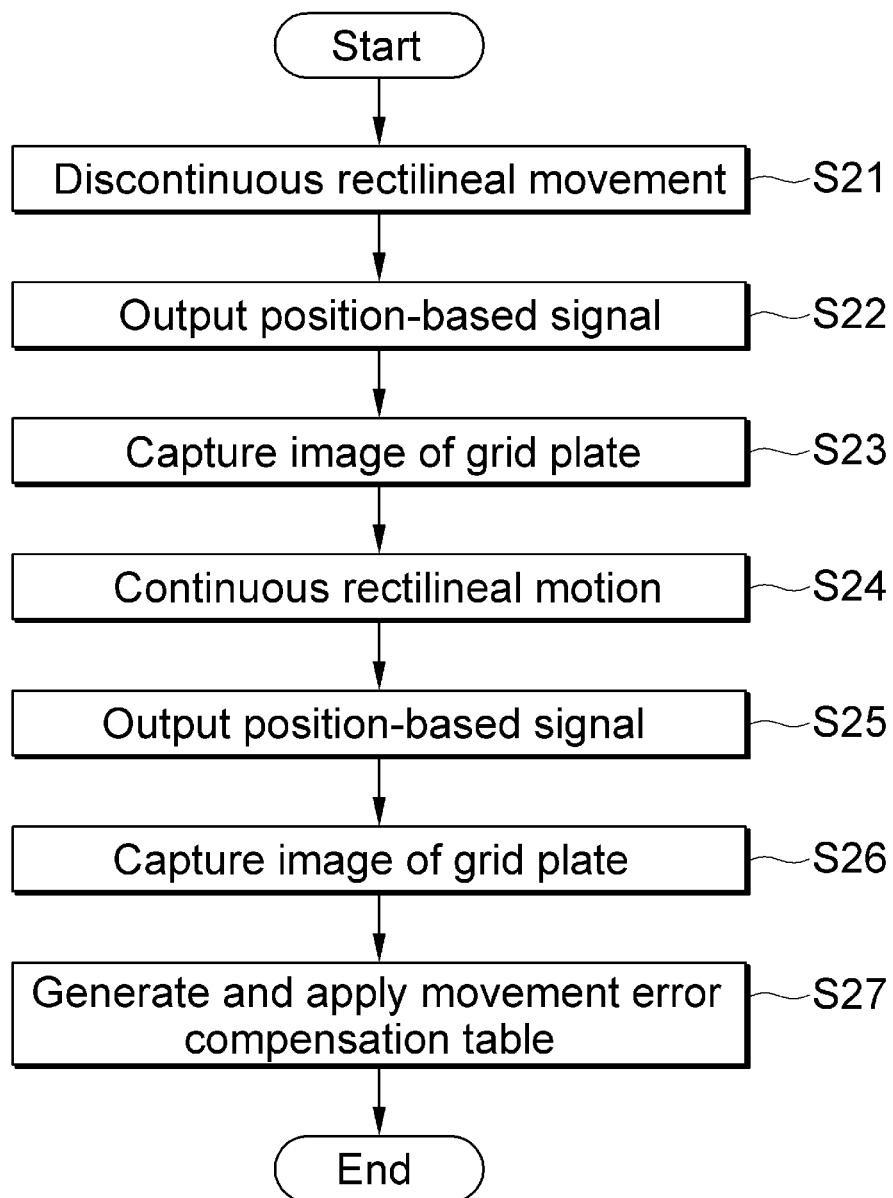 Start
Discontinuous rectilineal movement
S21
Output position-based signal
S22
Capture image of grid plate
S23
Continuous rectilineal motion
S24
Output position-based signal
S25
Capture image of grid plate
S26
Generate and apply movement error
compensation table
S27
End